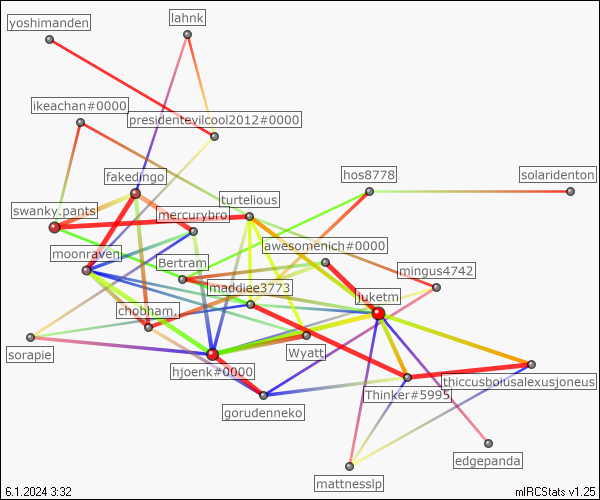 lahnk
yoshimanden
ikeachan#0000
presidentevilcool2012#0000
fakedingo
hos8778
solaridenton
turtelious
swanky.pants
mercurybro
awesomenich#0000
moonraven
Bertram
mingus4742
maddiee3773
juketm
chobham.
sorapie
Wyatt
hjoenk#0000
thiccusboiusalexusjoneus
Thinker#5995
gorudenneko
edgepanda
mattnesslp
6.1.2024 3:32
mIRCStats v1.25